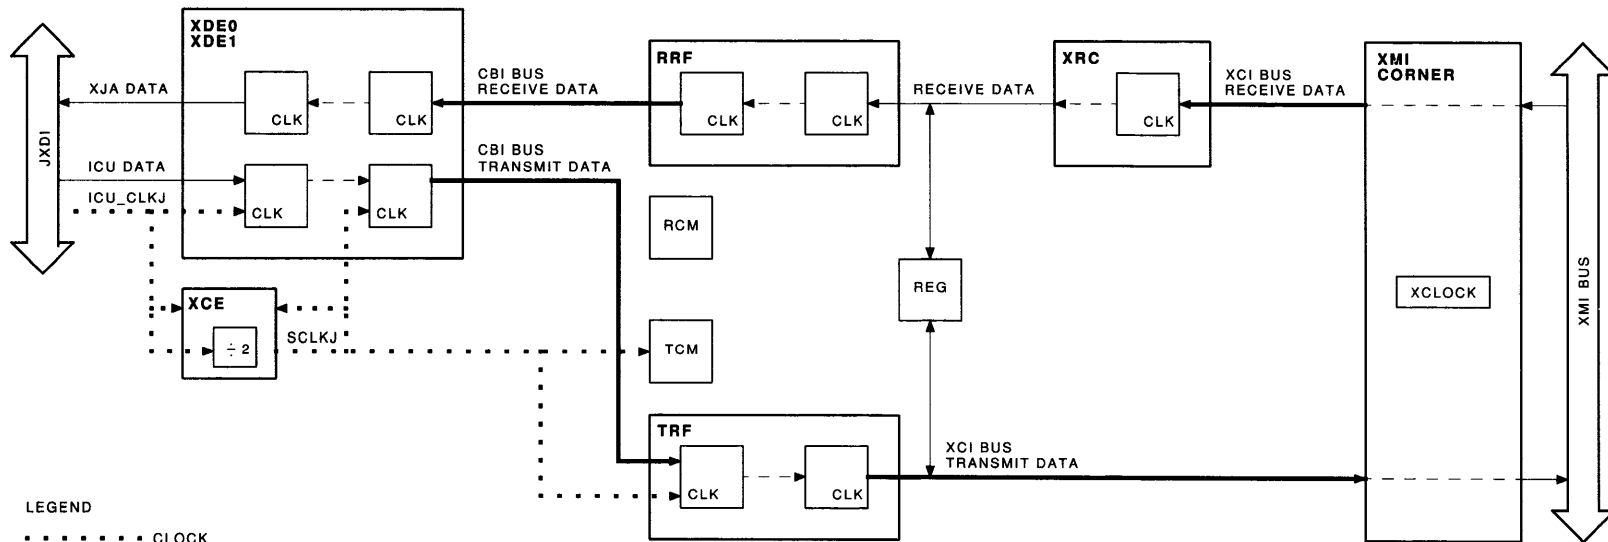 XDE0
XDE1
RRF
XRC
XMI
CORNER
XJA DATA
CBI BUS
RECEIVE DATA
RECEIVE DATA
XCI BUS
RECEIVE DATA
CLK
CLK
CLK
CLK
CLK
JXDI
ICU DATA
ICU_CLKJ
CBI BUS
TRANSMIT DATA
CLK
CLK
RCM
REG
XCLOCK
XMI BUS
XCE
÷ 2
SCLKJ
TCM
TRF
CLK
CLK
XCI BUS
TRANSMIT DATA
LEGEND
CLOCK